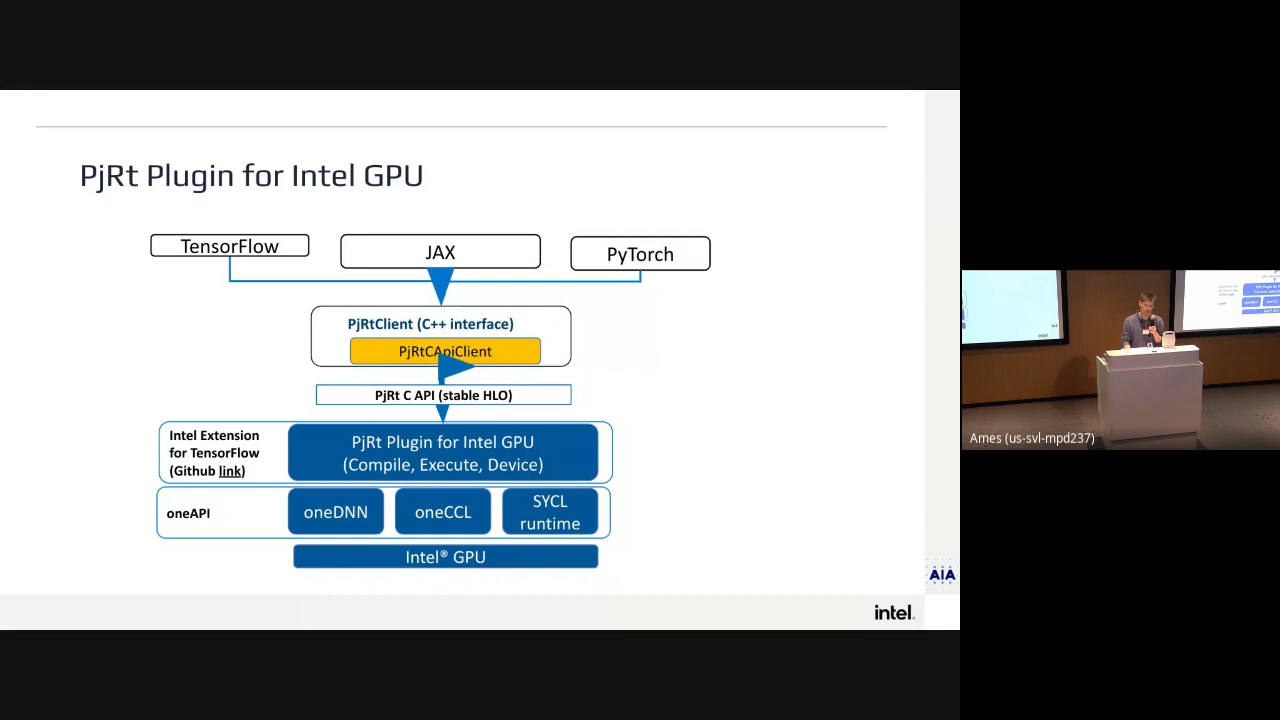 PjRt Plugin for Intel GPU
TensorFlow
JAX
PyTorch
PjRtClient (C++ interface)
PjRtCApiClient
PjRt C API (stable HLO)
Intel Extension
for TensorFlow
(Github link)
PjRt Plugin for Intel GPU
(Compile, Execute, Device)
oneAPI
oneDNN
oneCCL
SYCL
runtime
Intel® GPU
AIA
intel.
Ames (us-svl-mpd237)